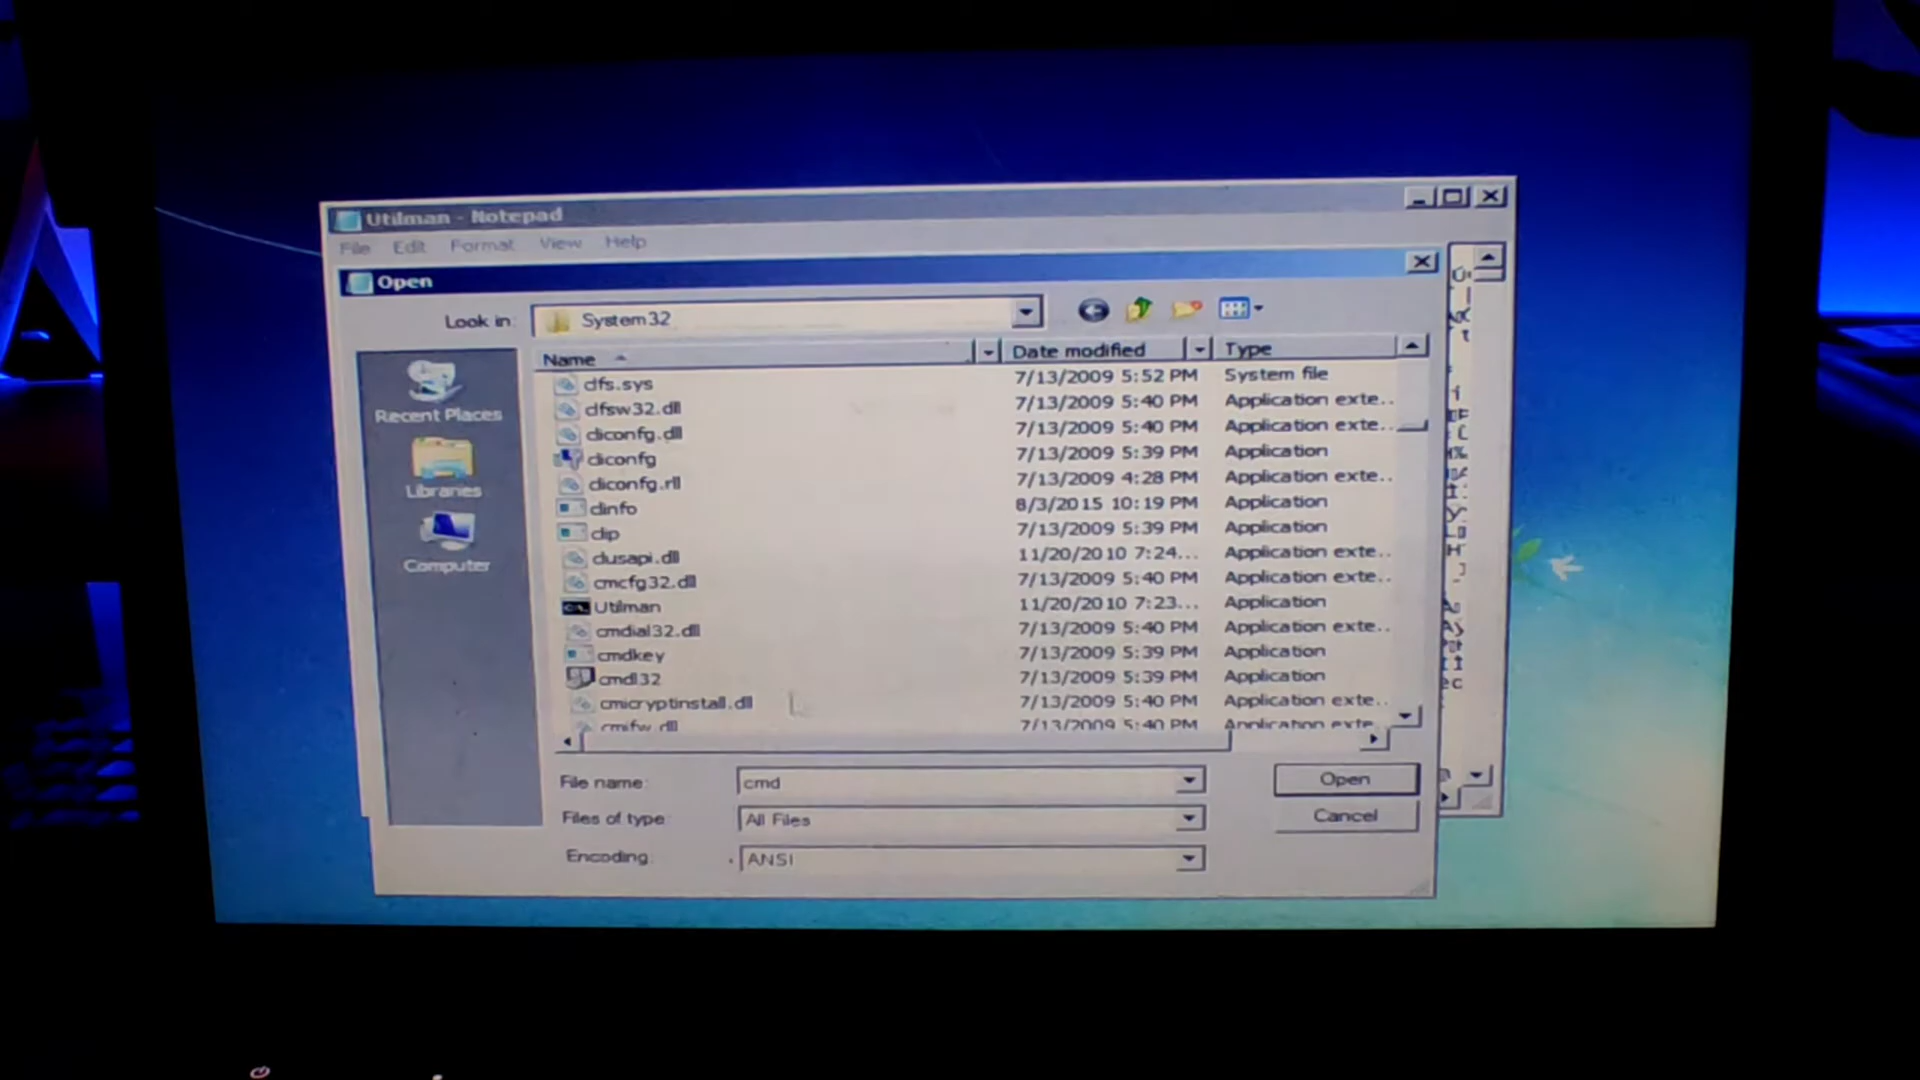 Utilman - Notepad
File Edit Format View Help
Open
Look in: System32
Name Date modified Type
clfs.sys 7/13/2009 5:52 PM System file
clfsw32.dll 7/13/2009 5:40 PM Application exte...
cliconfg.dll 7/13/2009 5:40 PM Application exte...
cliconfg 7/13/2009 5:39 PM Application
cliconfg.rll 7/13/2009 4:28 PM Application exte...
clinfo 8/3/2015 10:19 PM Application
clip 7/13/2009 5:39 PM Application
clusapi.dll 11/20/2010 7:24... Application exte...
cmcfg32.dll 7/13/2009 5:40 PM Application exte...
Utilman 11/20/2010 7:23... Application
cmdial32.dll 7/13/2009 5:40 PM Application exte...
cmdkey 7/13/2009 5:39 PM Application
cmdl32 7/13/2009 5:39 PM Application
cmicryptinstall.dll 7/13/2009 5:40 PM Application exte...
cmifw.dll 7/13/2009 5:40 PM Application exte...
Recent Places
Libraries
Computer
File name: cmd Open
Files of type: All Files Cancel
Encoding: ANSI